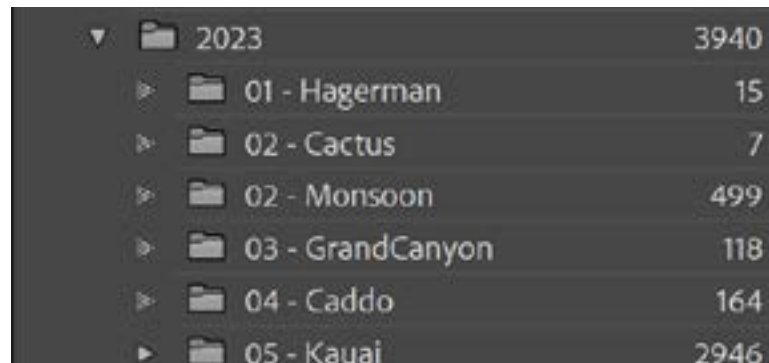 2023 3940
01 - Hagerman 15
02 - Cactus 7
02 - Monsoon 499
03 - GrandCanyon 118
04 - Caddo 164
05 - Kauai 2946